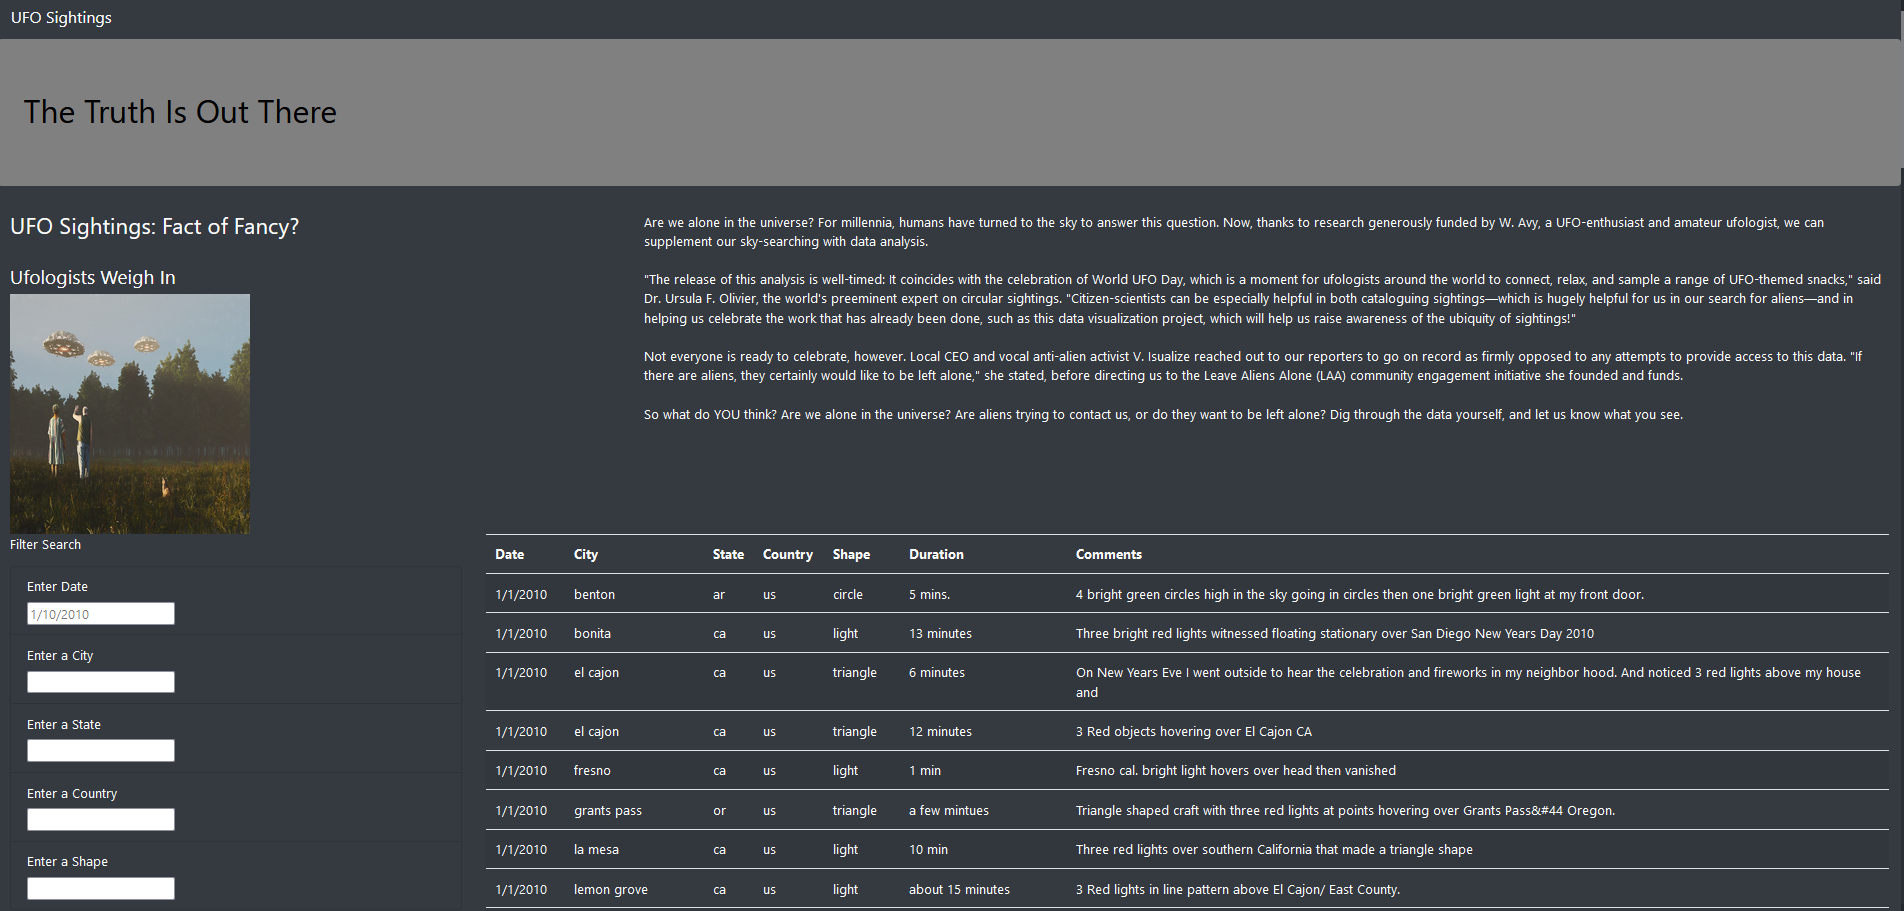 UFO Sightings
The Truth Is Out There
UFO Sightings: Fact of Fancy?
Ufologists Weigh In
Are we alone in the universe? For millennia, humans have turned to the sky to answer this question. Now, thanks to research generously funded by W. Avy, a UFO-enthusiast and amateur ufologist, we can
supplement our sky-searching with data analysis.
"The release of this analysis is well-timed: It coincides with the celebration of World UFO Day, which is a moment for ufologists around the world to connect, relax, and sample a range of UFO-themed snacks," said
Dr. Ursula F. Olivier, the world's preeminent expert on circular sightings. "Citizen-scientists can be especially helpful in both cataloguing sightings—which is hugely helpful for us in our search for aliens—and in
helping us celebrate the work that has already been done, such as this data visualization project, which will help us raise awareness of the ubiquity of sightings!"
Not everyone is ready to celebrate, however. Local CEO and vocal anti-alien activist V. Isualize reached out to our reporters to go on record as firmly opposed to any attempts to provide access to this data. "If
there are aliens, they certainly would like to be left alone," she stated, before directing us to the Leave Aliens Alone (LAA) community engagement initiative she founded and funds.
So what do YOU think? Are we alone in the universe? Are aliens trying to contact us, or do they want to be left alone? Dig through the data yourself, and let us know what you see.
Filter Search
Enter Date
1/10/2010
Enter a City
Enter a State
Enter a Country
Enter a Shape
Date City State Country Shape Duration Comments
1/1/2010 benton ar us circle 5 mins. 4 bright green circles high in the sky going in circles then one bright green light at my front door.
1/1/2010 bonita ca us light 13 minutes Three bright red lights witnessed floating stationary over San Diego New Years Day 2010
1/1/2010 el cajon ca us triangle 6 minutes On New Years Eve I went outside to hear the celebration and fireworks in my neighbor hood. And noticed 3 red lights above my house
and
1/1/2010 el cajon ca us triangle 12 minutes 3 Red objects hovering over El Cajon CA
1/1/2010 fresno ca us light 1 min Fresno cal. bright light hovers over head then vanished
1/1/2010 grants pass or us triangle a few mintues Triangle shaped craft with three red lights at points hovering over Grants Pass&#44 Oregon.
1/1/2010 la mesa ca us light 10 min Three red lights over southern California that made a triangle shape
1/1/2010 lemon grove ca us light about 15 minutes 3 Red lights in line pattern above El Cajon/ East County.